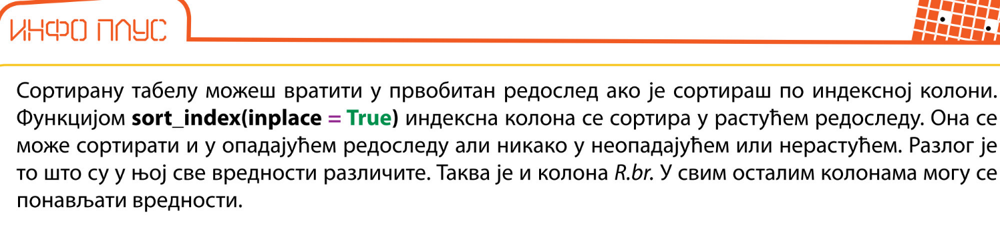 ИНФО ПЛУС
Сортирану табелу можеш вратити у првобитан редослед ако је сортираш по индексној колони.
Функцијом sort_index(inplace = True) индексна колона се сортира у растућем редоследу. Она се
може сортирати и у опадајућем редоследу али никако у неопадајућем или нерастућем. Разлог је
то што су у њој све вредности различите. Таква је и колона R.br. У свим осталим колонама могу се
понављати вредности.